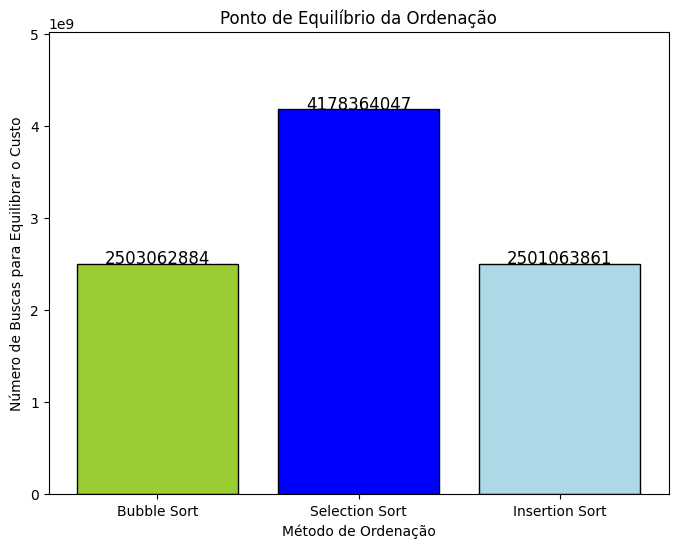 Ponto de Equilíbrio da Ordenação
1e9
5
4
3
2
1
0
Número de Buscas para Equilibrar o Custo
2503062884
4178364047
2501063861
Bubble Sort
Selection Sort
Insertion Sort
Método de Ordenação